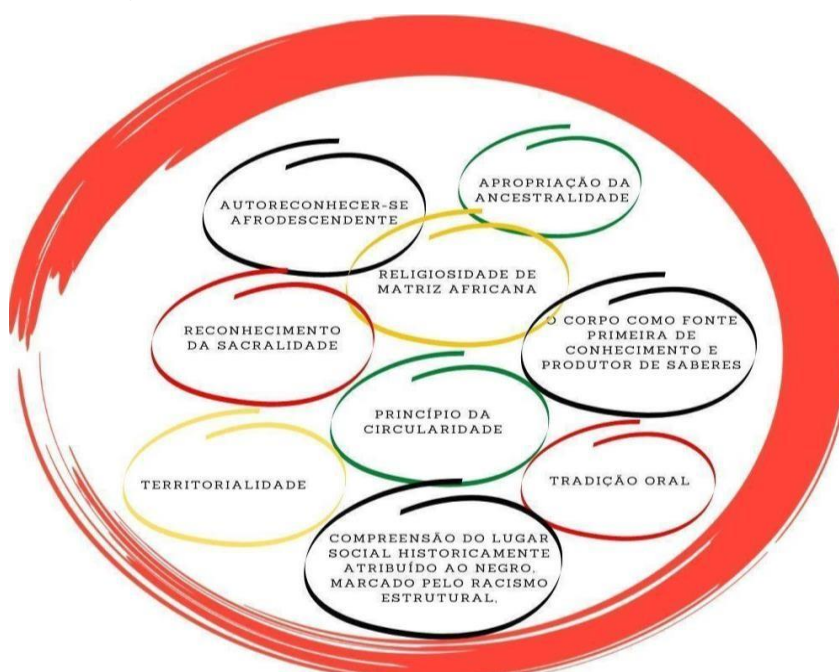 AUTORECONHECER-SE
AFRODESCENDENTE
APROPRIAÇÃO DA
ANCESTRALIDADE
RELIGIOSIDADE DE
MATRIZ AFRICANA
RECONHECIMENTO
DA SACRALIDADE
O CORPO COMO FONTE
PRIMEIRA DE
CONHECIMENTO E
PRODUTOR DE SABERES
PRINCÍPIO DA
CIRCULARIDADE
TERRITORIALIDADE
TRADIÇÃO ORAL
COMPREENSÃO DO LUGAR
SOCIAL HISTORICAMENTE
ATRIBUÍDO AO NEGRO,
MARCADO PELO RACISMO
ESTRUTURAL,